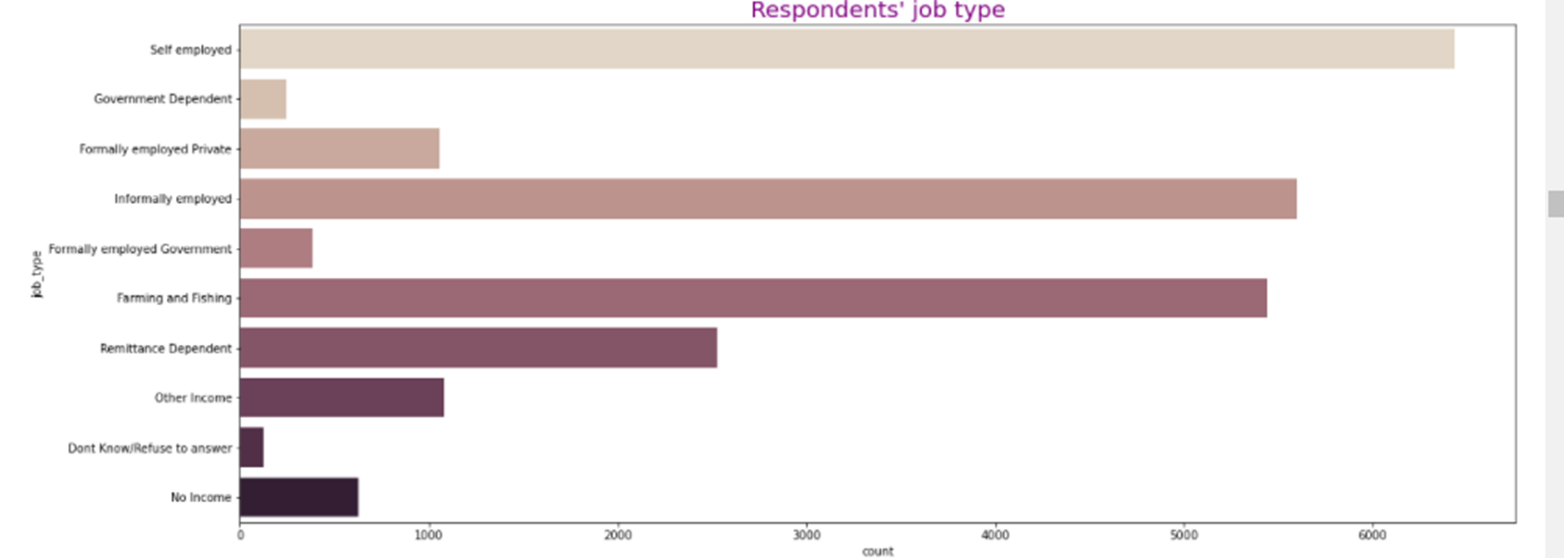 Respondents' job type
job_type
Self employed
Government Dependent
Formally employed Private
Informally employed
Formally employed Government
Farming and Fishing
Remittance Dependent
Other Income
Dont Know/Refuse to answer
No Income
0 1000 2000 3000 4000 5000 6000
count